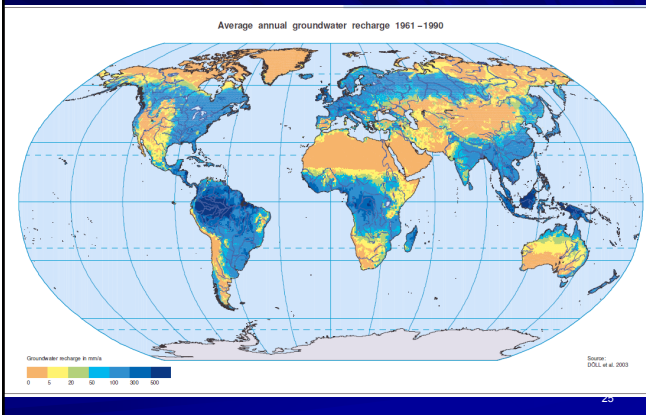 Average annual groundwater recharge 1961 – 1990
Groundwater recharge in mm/a
0 5 20 50 100 300 500
Source:
DÖLL et al. 2003
25